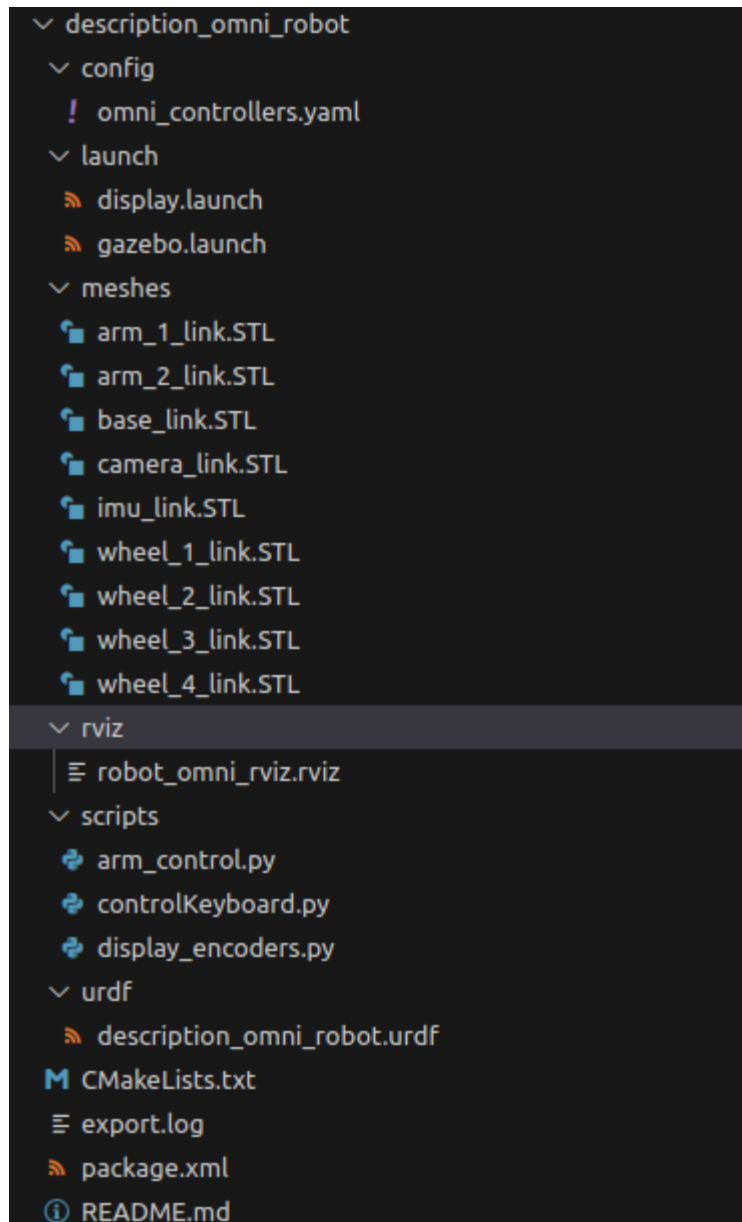 description_omni_robot
config
! omni_controllers.yaml
launch
display.launch
gazebo.launch
meshes
arm_1_link.STL
arm_2_link.STL
base_link.STL
camera_link.STL
imu_link.STL
wheel_1_link.STL
wheel_2_link.STL
wheel_3_link.STL
wheel_4_link.STL
rviz
robot_omni_rviz.rviz
scripts
arm_control.py
controlKeyboard.py
display_encoders.py
urdf
description_omni_robot.urdf
M CMakeLists.txt
export.log
package.xml
README.md